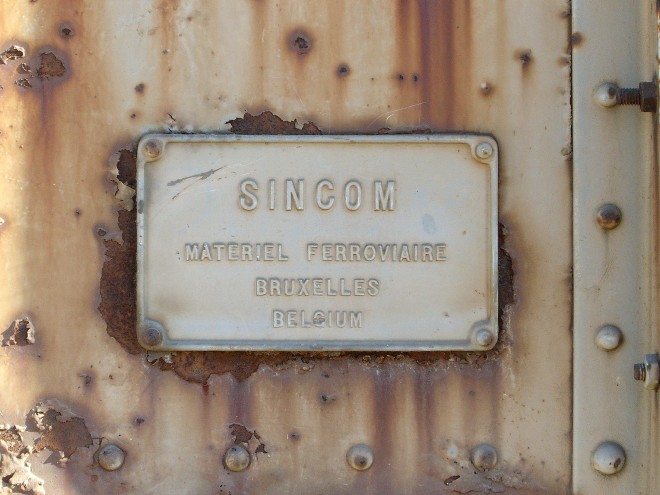 SINCOM
MATERIEL FERROVIAIRE
BRUXELLES
BELGIUM